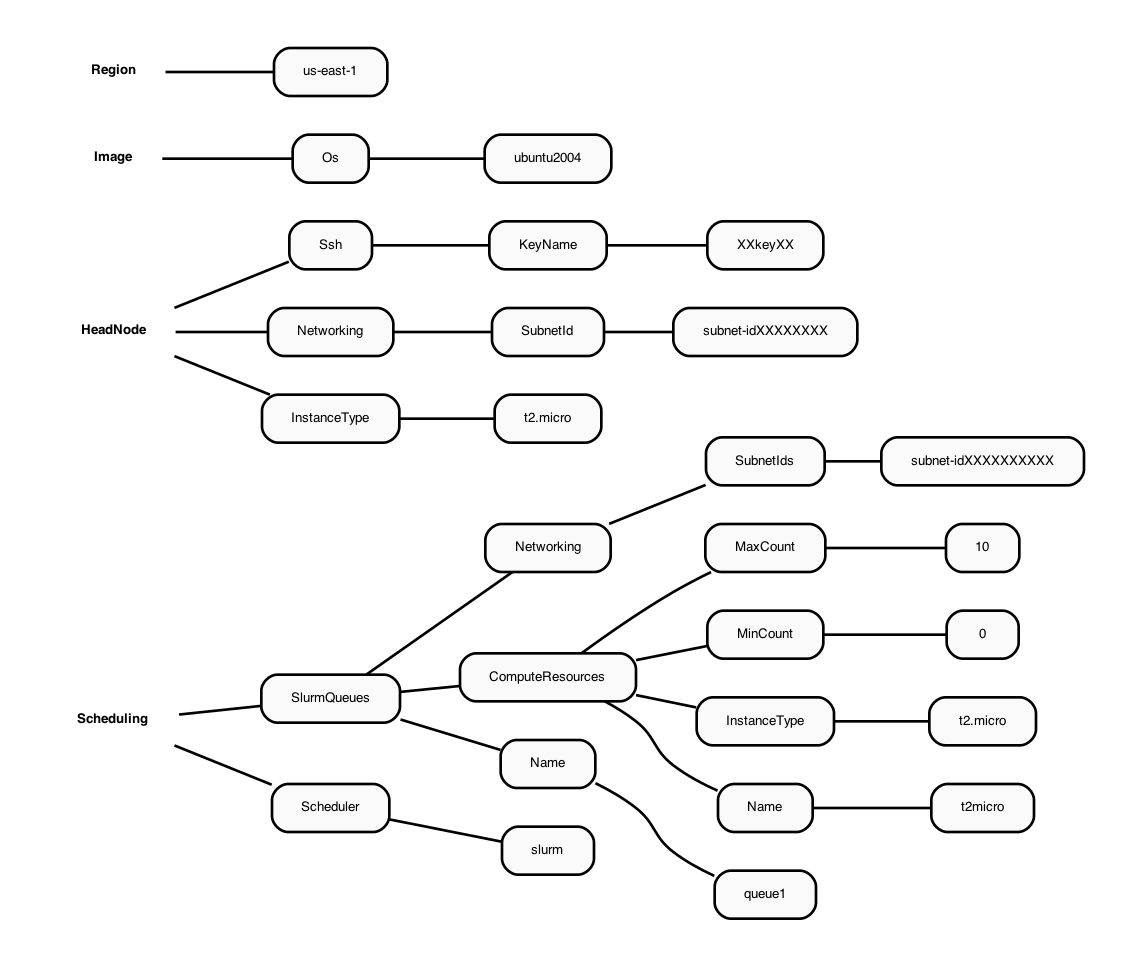 Region
us-east-1
Image
Os
ubuntu2004
Ssh
KeyName
XXkeyXX
HeadNode
Networking
SubnetId
subnet-idXXXXXXXX
InstanceType
t2.micro
SubnetIds
subnet-idXXXXXXXXXX
Networking
MaxCount
10
MinCount
0
ComputeResources
SlurmQueues
InstanceType
t2.micro
Scheduling
Name
Scheduler
Name
t2micro
slurm
queue1